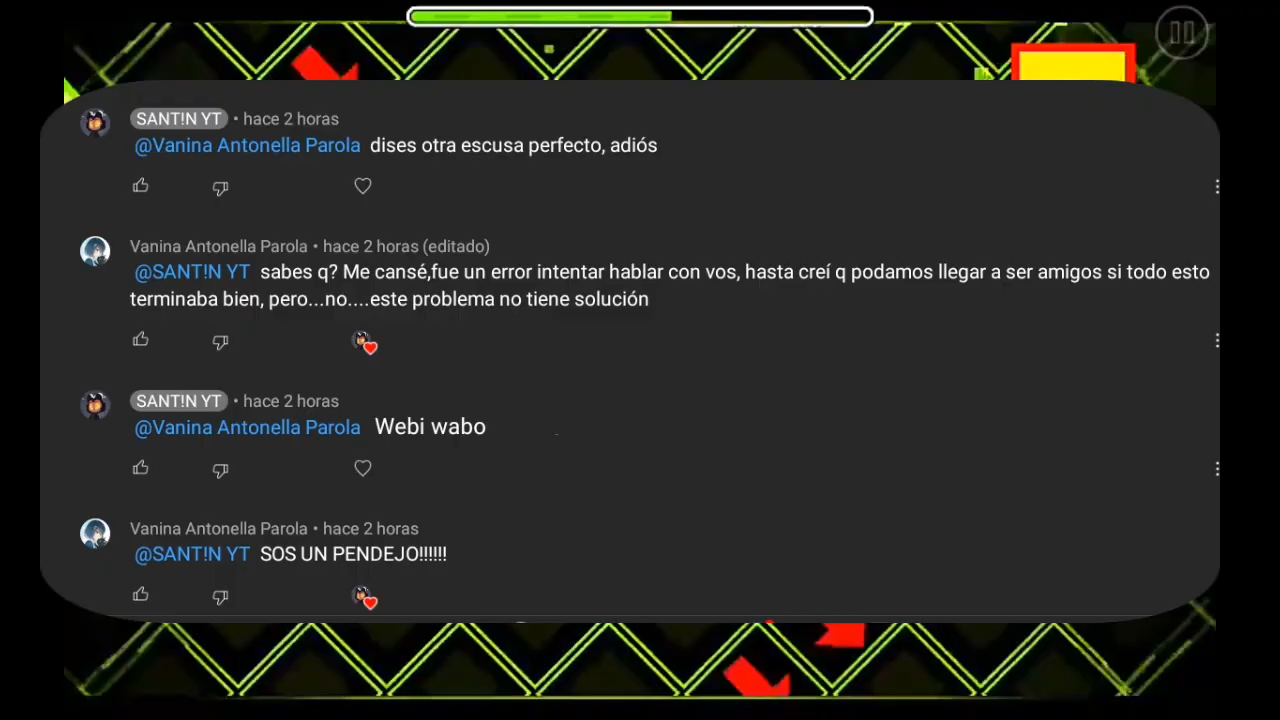 SANT!N YT • hace 2 horas
@Vanina Antonella Parola dises otra escusa perfecto, adiós
Vanina Antonella Parola • hace 2 horas (editado)
@SANT!N YT sabes q? Me cansé,fue un error intentar hablar con vos, hasta creí q podamos llegar a ser amigos si todo esto
terminaba bien, pero...no....este problema no tiene solución
SANT!N YT • hace 2 horas
@Vanina Antonella Parola Webi wabo
Vanina Antonella Parola • hace 2 horas
@SANT!N YT SOS UN PENDEJO!!!!!!